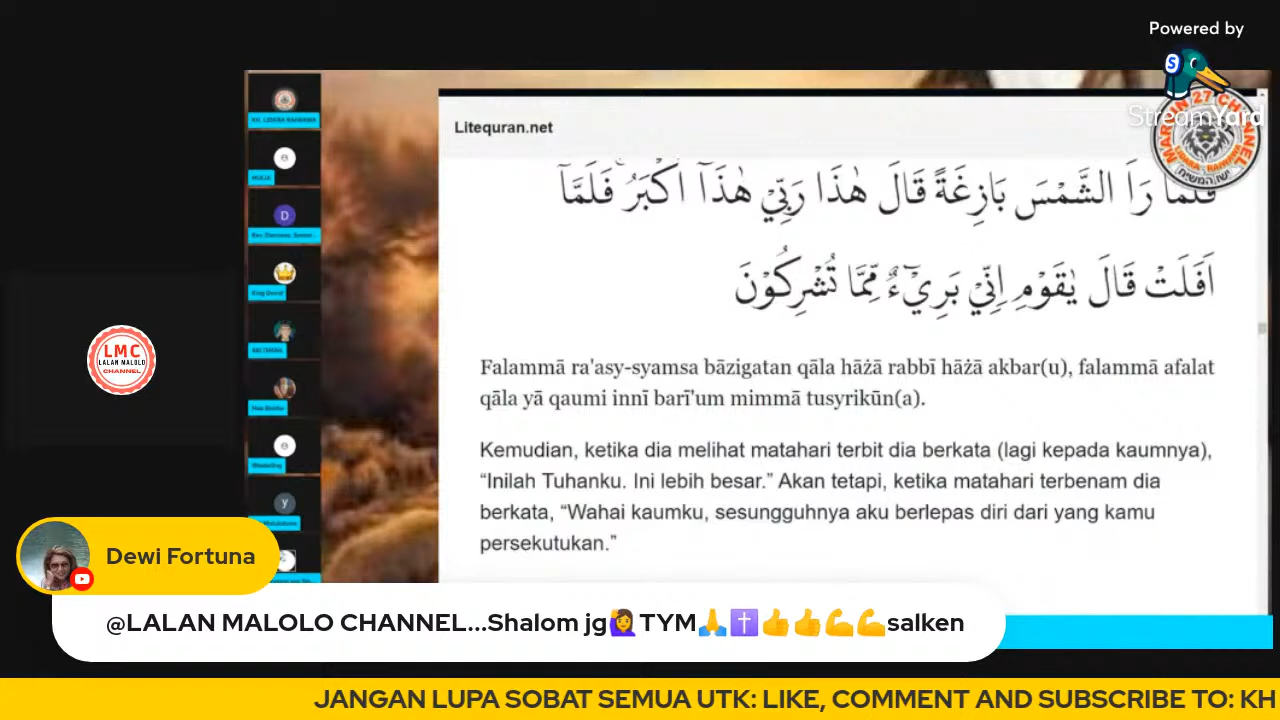 Powered by
StreamYard
Litequran.net
فَلَمَّا رَاَ الشَّمْسَ بَازِغَةً قَالَ هٰذَا رَبِّيْ هٰذَآ اَكْبَرُۚ فَلَمَّآ
اَفَلَتْ قَالَ يٰقَوْمِ اِنِّيْ بَرِيْۤءٌ مِّمَّا تُشْرِكُوْنَ
Falammā ra'asy-syamsa bāzigatan qāla hāżā rabbī hāżā akbar(u), falammā afalat
qāla yā qaumi innī barī'um mimmā tusyrikūn(a).
Kemudian, ketika dia melihat matahari terbit dia berkata (lagi kepada kaumnya),
“Inilah Tuhanku. Ini lebih besar.” Akan tetapi, ketika matahari terbenam dia
berkata, “Wahai kaumku, sesungguhnya aku berlepas diri dari yang kamu
persekutukan.”
LMC
LALAN MALOLO
CHANNEL
D
y
Dewi Fortuna
@LALAN MALOLO CHANNEL...Shalom jg🙋‍♀️TYM🙏✝️👍👍💪💪salken
JANGAN LUPA SOBAT SEMUA UTK: LIKE, COMMENT AND SUBSCRIBE TO: KH